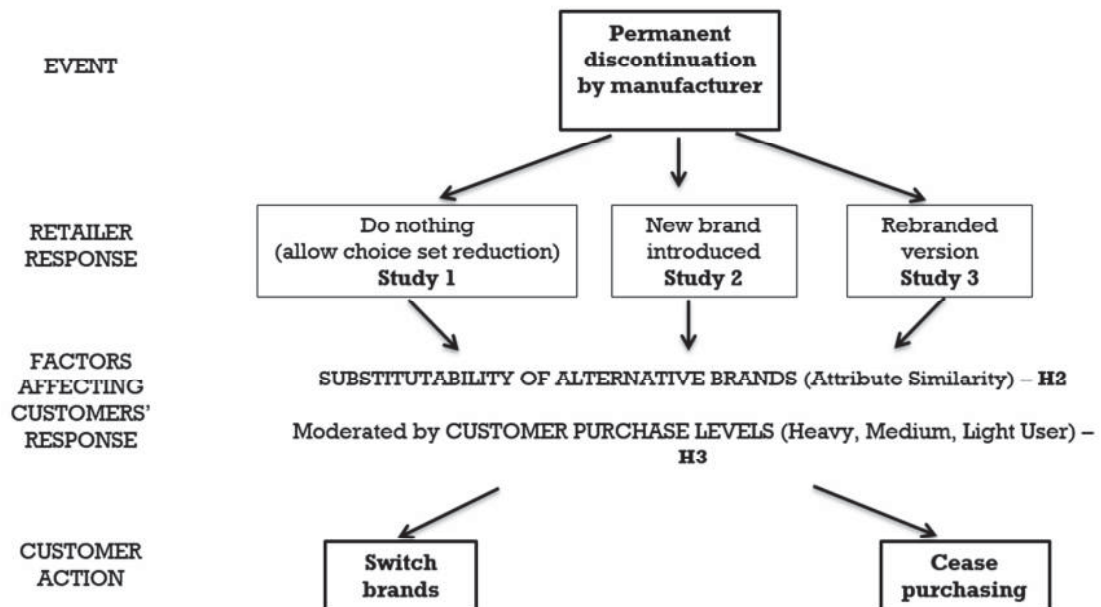 Permanent
discontinuation
by manufacturer
EVENT
RETAILER
RESPONSE
Do nothing
(allow choice set reduction)
Study 1
New brand
introduced
Study 2
Rebranded
version
Study 3
FACTORS
AFFECTING
CUSTOMERS'
RESPONSE
SUBSTITUTABILITY OF ALTERNATIVE BRANDS (Attribute Similarity) – H2
Moderated by CUSTOMER PURCHASE LEVELS (Heavy, Medium, Light User) –
H3
CUSTOMER
ACTION
Switch
brands
Cease
purchasing